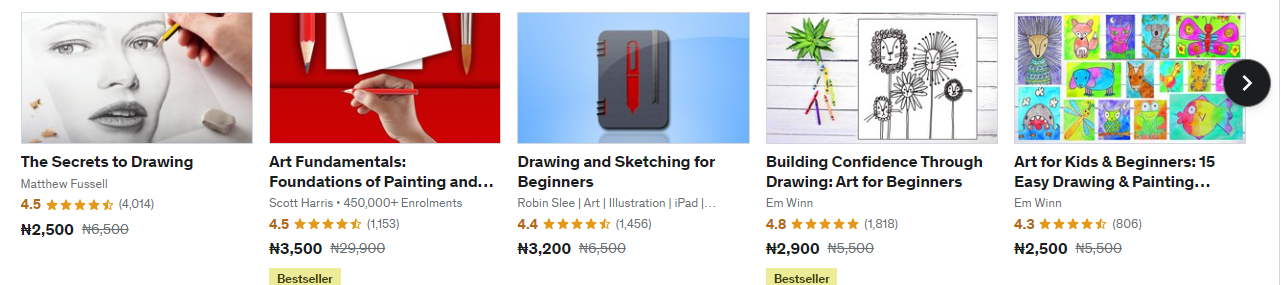 The Secrets to Drawing
Matthew Fussell
4.5 (4,014)
₦2,500 ₦6,500
Art Fundamentals:
Foundations of Painting and…
Scott Harris • 450,000+ Enrolments
4.5 (1,153)
₦3,500 ₦29,900
Bestseller
Drawing and Sketching for
Beginners
Robin Slee | Art | Illustration | iPad |…
4.4 (1,456)
₦3,200 ₦6,500
Building Confidence Through
Drawing: Art for Beginners
Em Winn
4.8 (1,818)
₦2,900 ₦5,500
Bestseller
Art for Kids & Beginners: 15
Easy Drawing & Painting…
Em Winn
4.3 (806)
₦2,500 ₦5,500